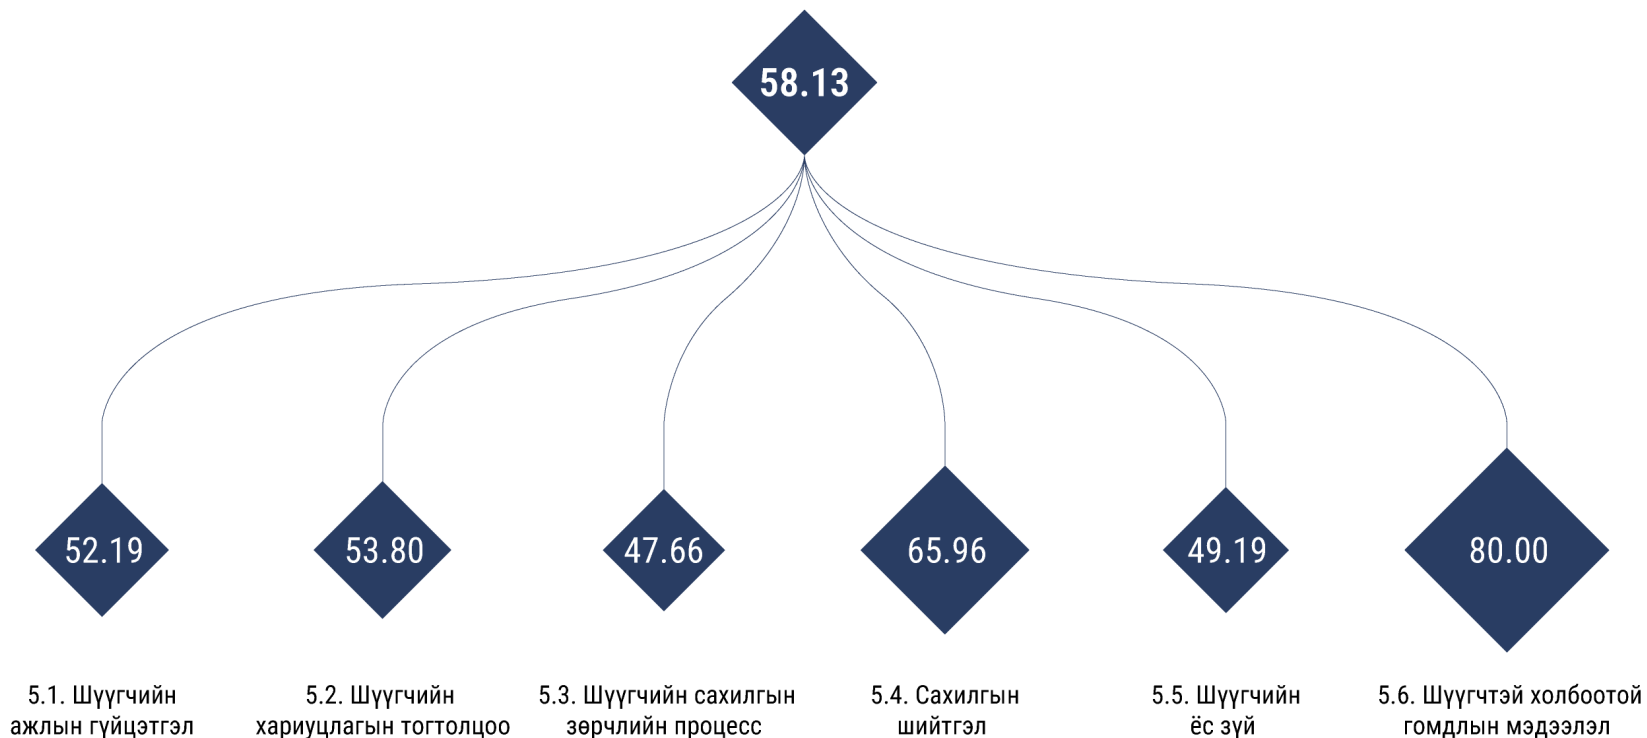 58.13
52.19
53.80
47.66
65.96
49.19
80.00
5.1. Шүүгчийн
ажлын гүйцэтгэл
5.2. Шүүгчийн
хариуцлагын тогтолцоо
5.3. Шүүгчийн сахилгын
зөрчлийн процесс
5.4. Сахилгын
шийтгэл
5.5. Шүүгчийн
ёс зүй
5.6. Шүүгчтэй холбоотой
гомдлын мэдээлэл